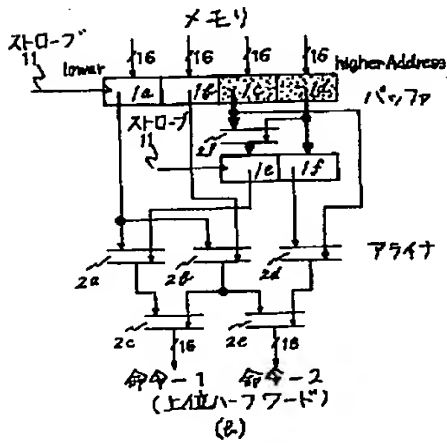 メモリ
ストローブ
11
16
16
16
16
lower
higher Address
1a
1b
1c
1d
バッファ
ストローブ
11
2f
1e
1f
アライナ
2a
2b
2d
2c
16
2e
16
命令-1
命令-2
(上位ハーフワード)